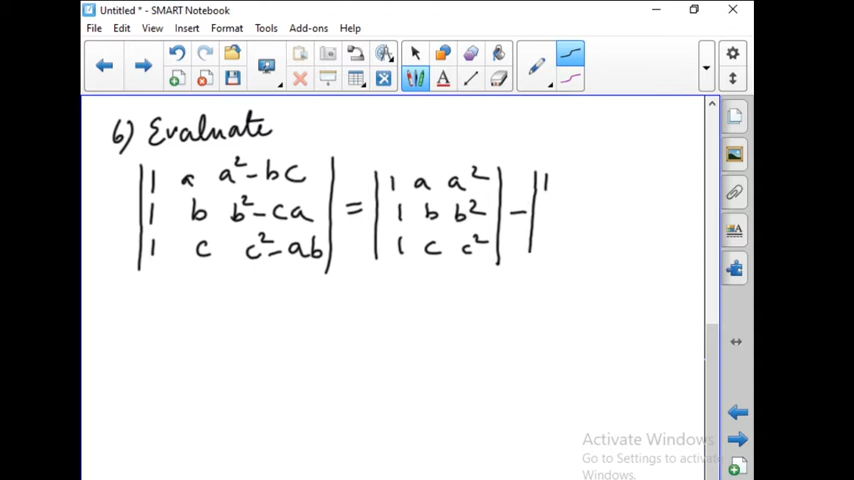 Untitled * - SMART Notebook
File Edit View Insert Format Tools Add-ons Help
6) Evaluate
|1 a a²-bc| = |1 a a²| - |1
|1 b b²-ca| |1 b b²|
|1 c c²-ab| |1 c c²|
Activate Windows
Go to Settings to activate
Windows.